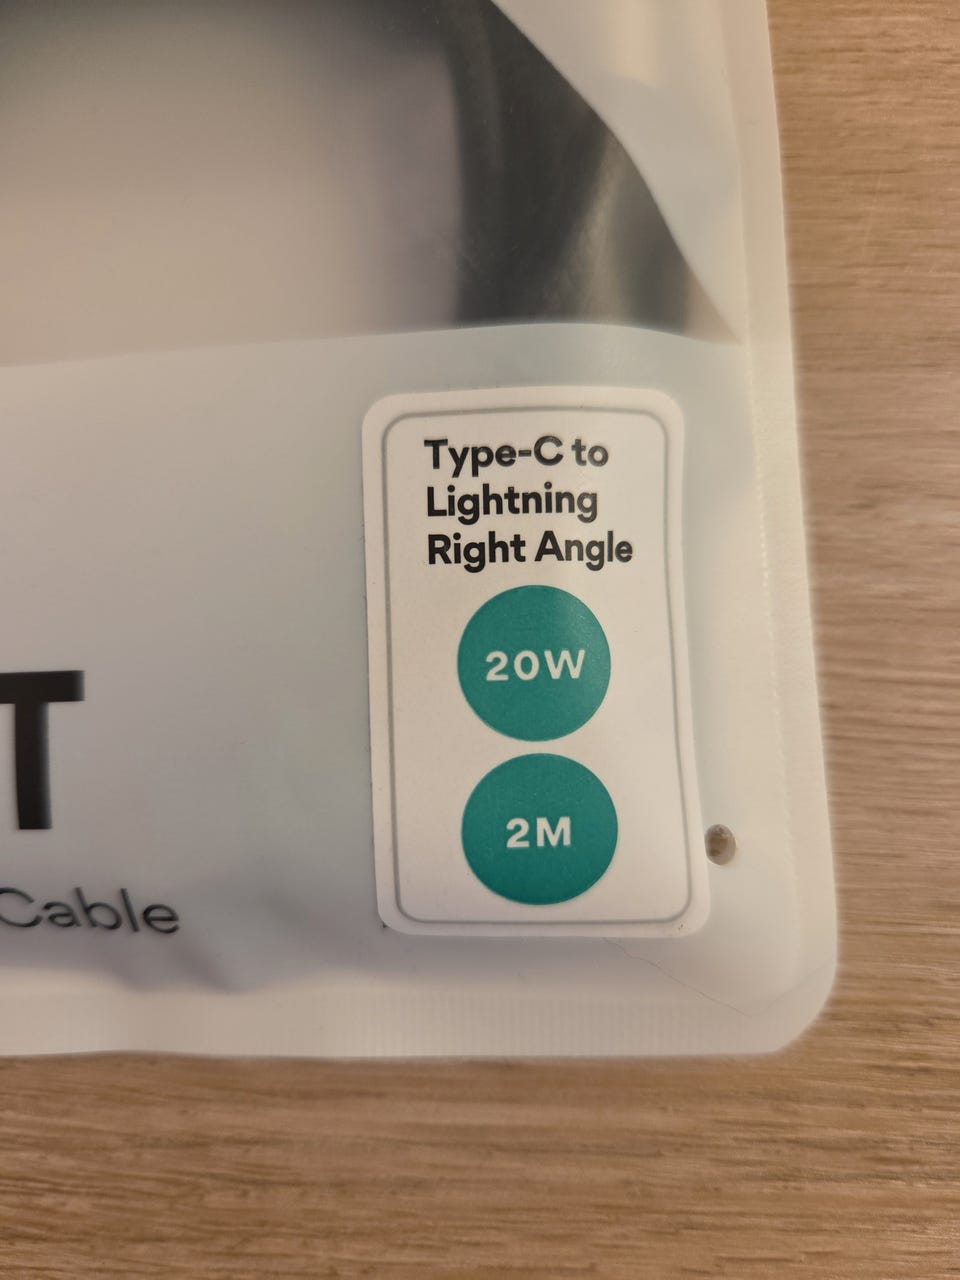 Type-C to
Lightning
Right Angle
20W
2M
T
Cable